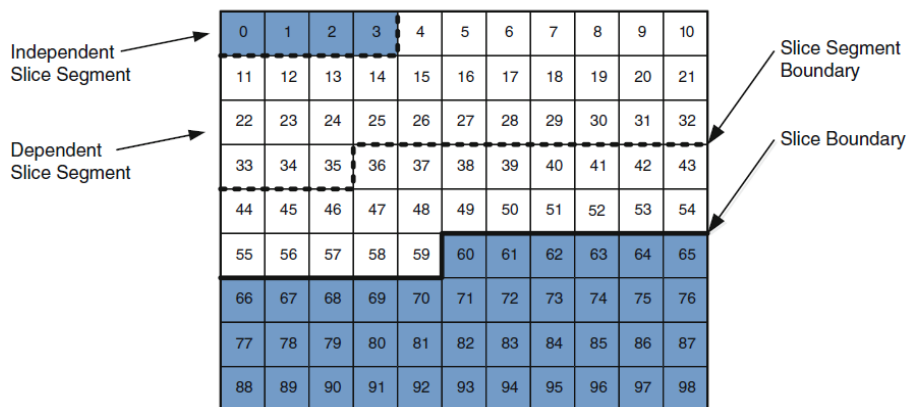 Independent
Slice Segment
Dependent
Slice Segment
0 1 2 3 4 5 6 7 8 9 10
11 12 13 14 15 16 17 18 19 20 21
22 23 24 25 26 27 28 29 30 31 32
33 34 35 36 37 38 39 40 41 42 43
44 45 46 47 48 49 50 51 52 53 54
55 56 57 58 59 60 61 62 63 64 65
66 67 68 69 70 71 72 73 74 75 76
77 78 79 80 81 82 83 84 85 86 87
88 89 90 91 92 93 94 95 96 97 98
Slice Segment
Boundary
Slice Boundary